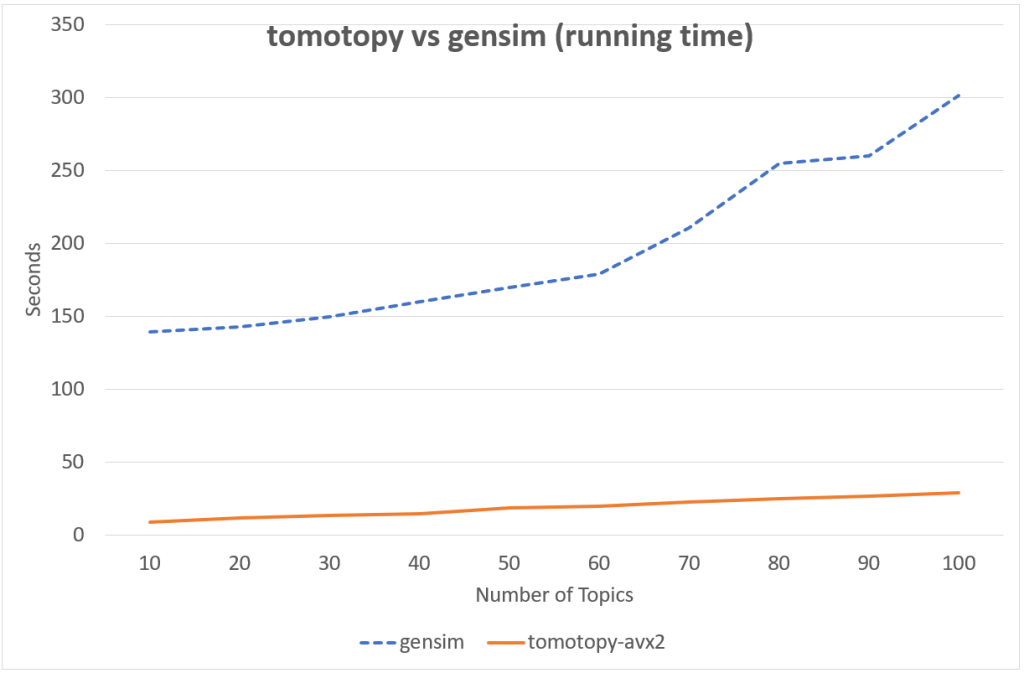 tomotopy vs gensim (running time)
350
300
250
200
150
100
50
0
Seconds
10 20 30 40 50 60 70 80 90 100
Number of Topics
gensim tomotopy-avx2